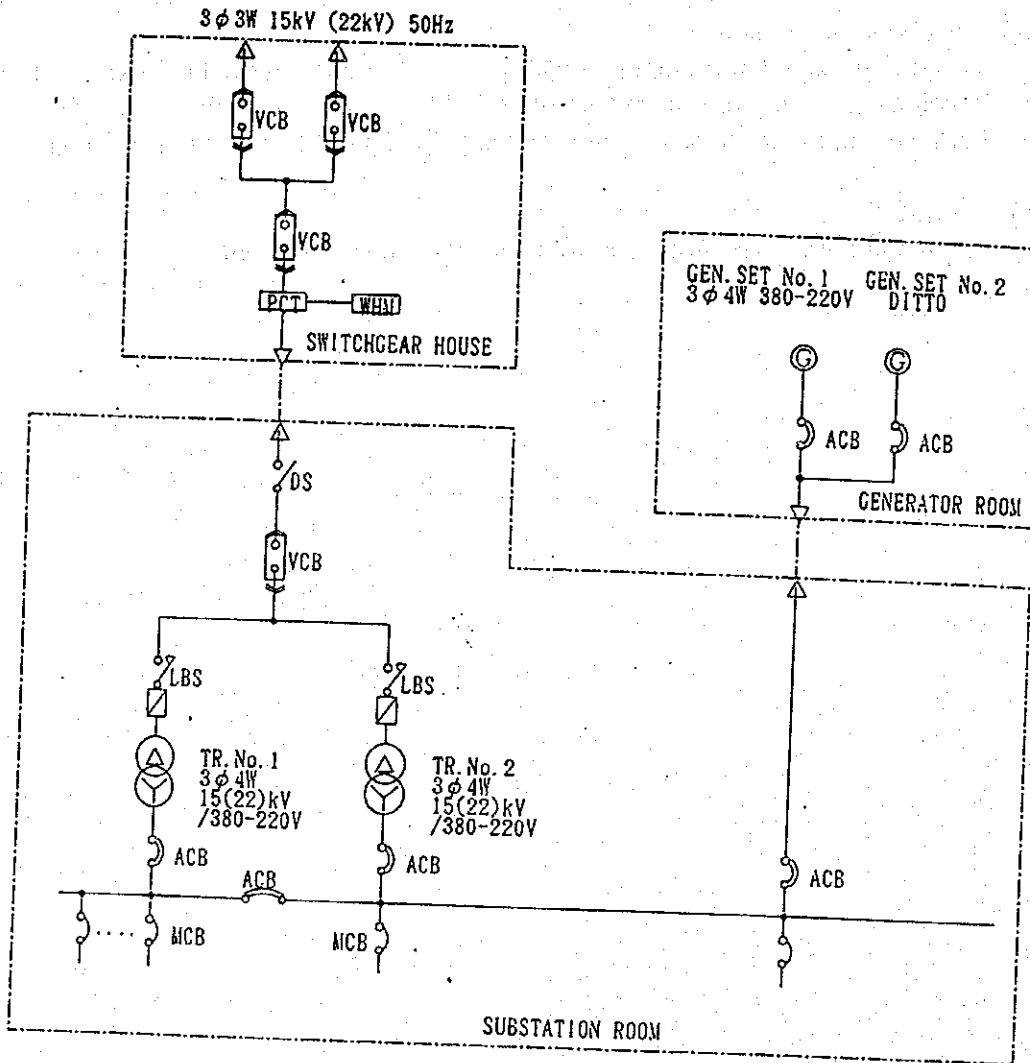 3φ3W 15kV (22kV) 50Hz
VCB
VCB
VCB
PCT
WHM
SWITCHGEAR HOUSE
GEN. SET No. 1
3φ4W 380-220V
GEN. SET No. 2
DITTO
G
G
ACB
ACB
GENERATOR ROOM
DS
VCB
LBS
LBS
TR. No. 1
3φ4W
15(22)kV
/380-220V
TR. No. 2
3φ4W
15(22)kV
/380-220V
ACB
ACB
ACB
ACB
MCB
MCB
SUBSTATION ROOM